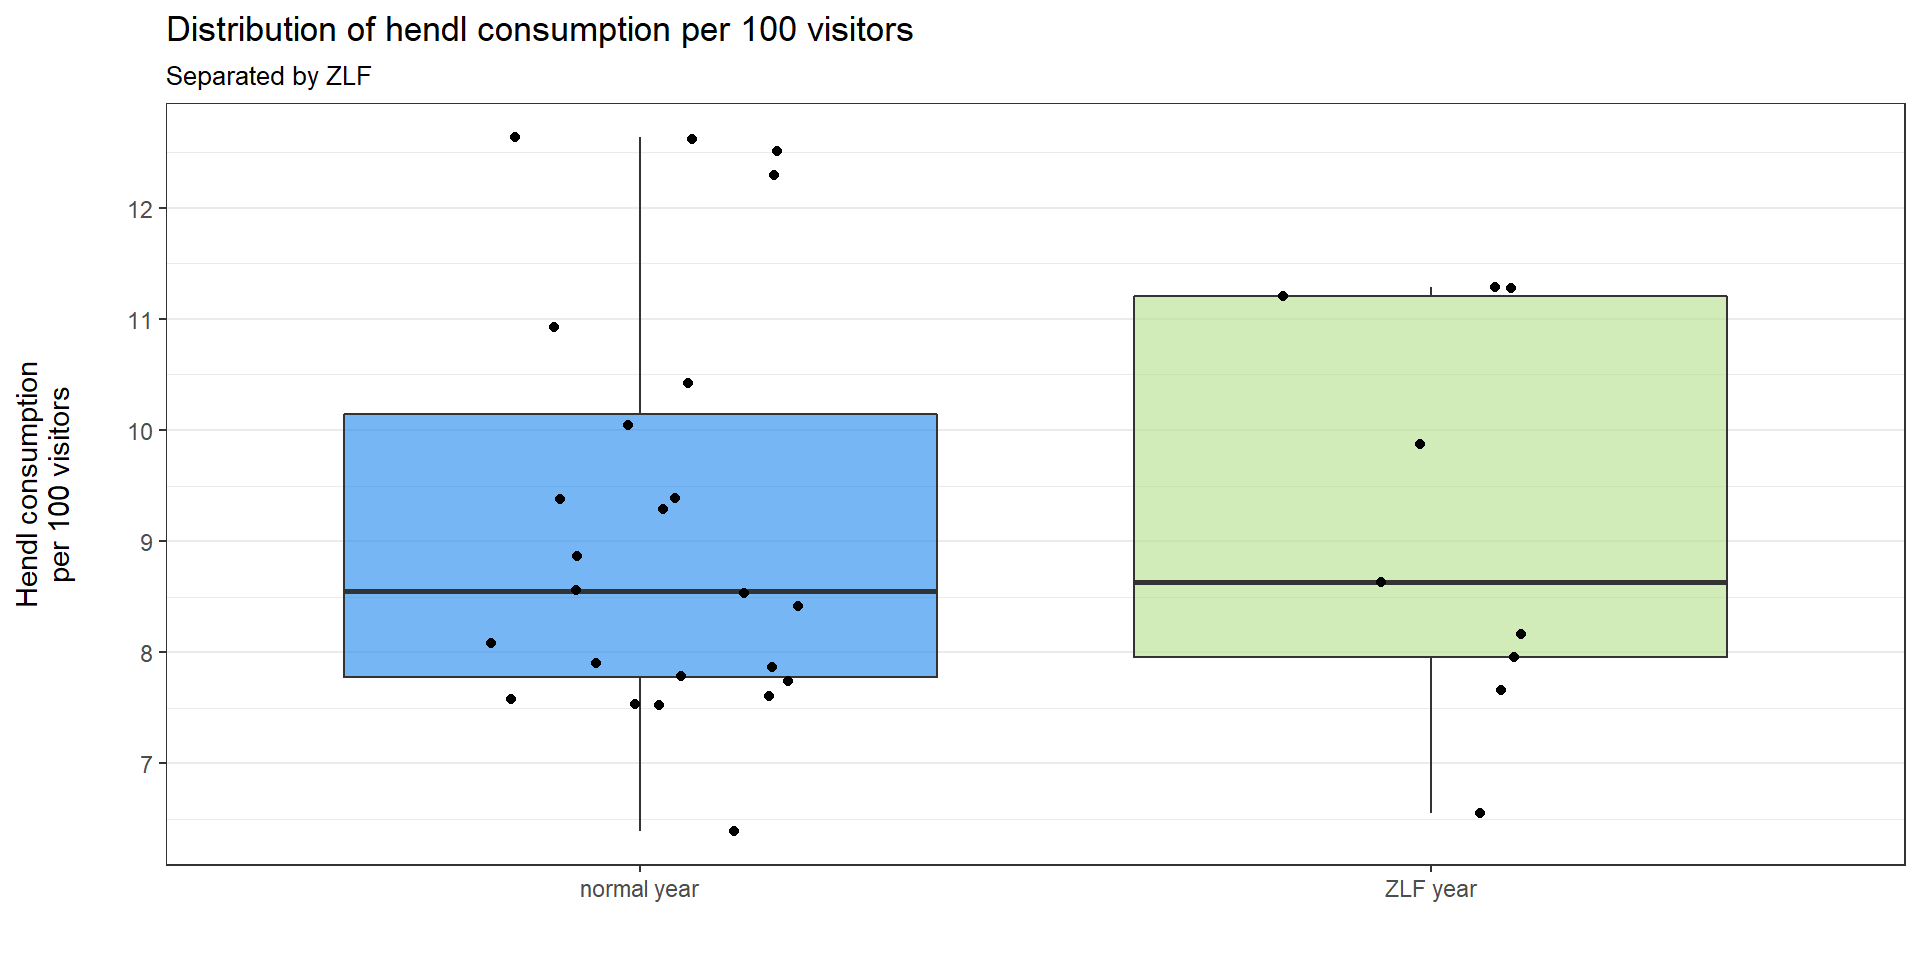 Distribution of hendl consumption per 100 visitors
Separated by ZLF
Hendl consumption
per 100 visitors
12
11
10
9
8
7
normal year
ZLF year